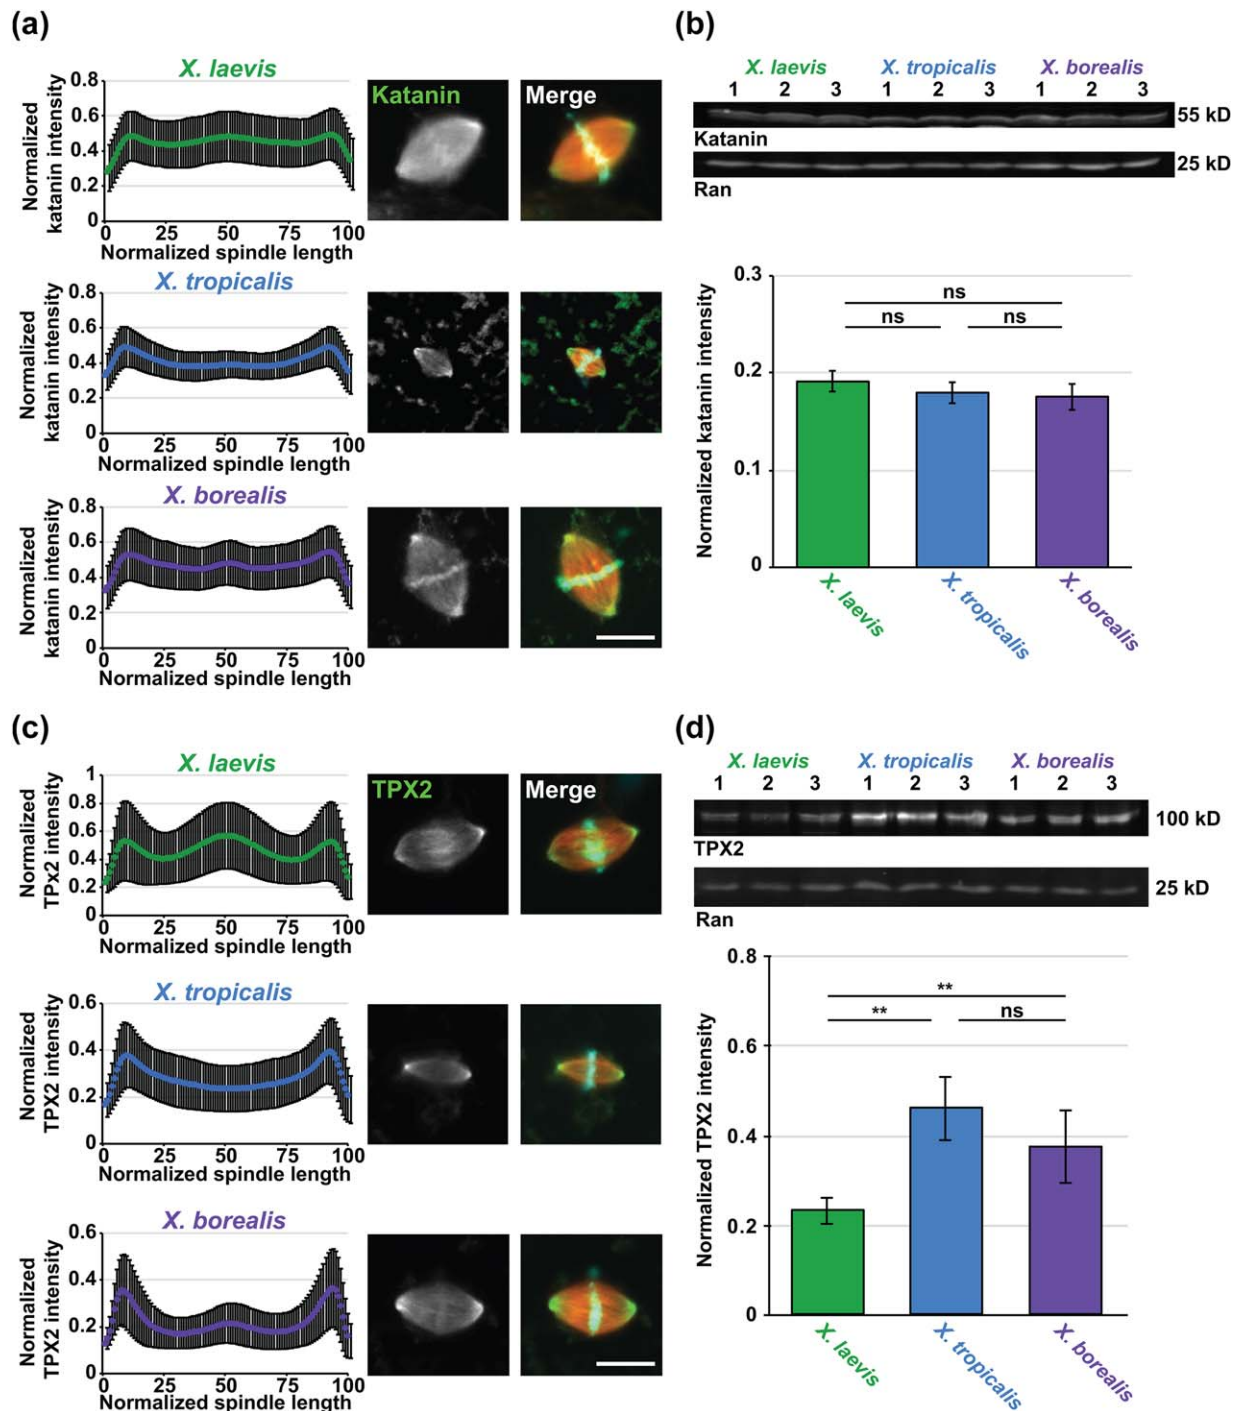 (a)
X. laevis
Normalized
katanin intensity
0.8
0.6
0.4
0.2
0
0 25 50 75 100
Normalized spindle length
Katanin
Merge
X. tropicalis
Normalized
katanin intensity
0.8
0.6
0.4
0.2
0
0 25 50 75 100
Normalized spindle length
X. borealis
Normalized
katanin intensity
0.8
0.6
0.4
0.2
0
0 25 50 75 100
Normalized spindle length
(b)
X. laevis X. tropicalis X. borealis
1 2 3 1 2 3 1 2 3
55 kD
Katanin
25 kD
Ran
Normalized katanin intensity
0.3
0.2
0.1
0
ns
ns ns
X. laevis
X. tropicalis
X. borealis
(c)
X. laevis
Normalized
TPx2 intensity
1
0.8
0.6
0.4
0.2
0
0 25 50 75 100
Normalized spindle length
TPX2
Merge
X. tropicalis
Normalized
TPX2 intensity
0.6
0.4
0.2
0
0 25 50 75 100
Normalized spindle length
X. borealis
Normalized
TPX2 intensity
0.6
0.4
0.2
0
0 25 50 75 100
Normalized spindle length
(d)
X. laevis X. tropicalis X. borealis
1 2 3 1 2 3 1 2 3
100 kD
TPX2
25 kD
Ran
Normalized TPX2 intensity
0.8
0.6
0.4
0.2
0
**
** ns
X. laevis
X. tropicalis
X. borealis